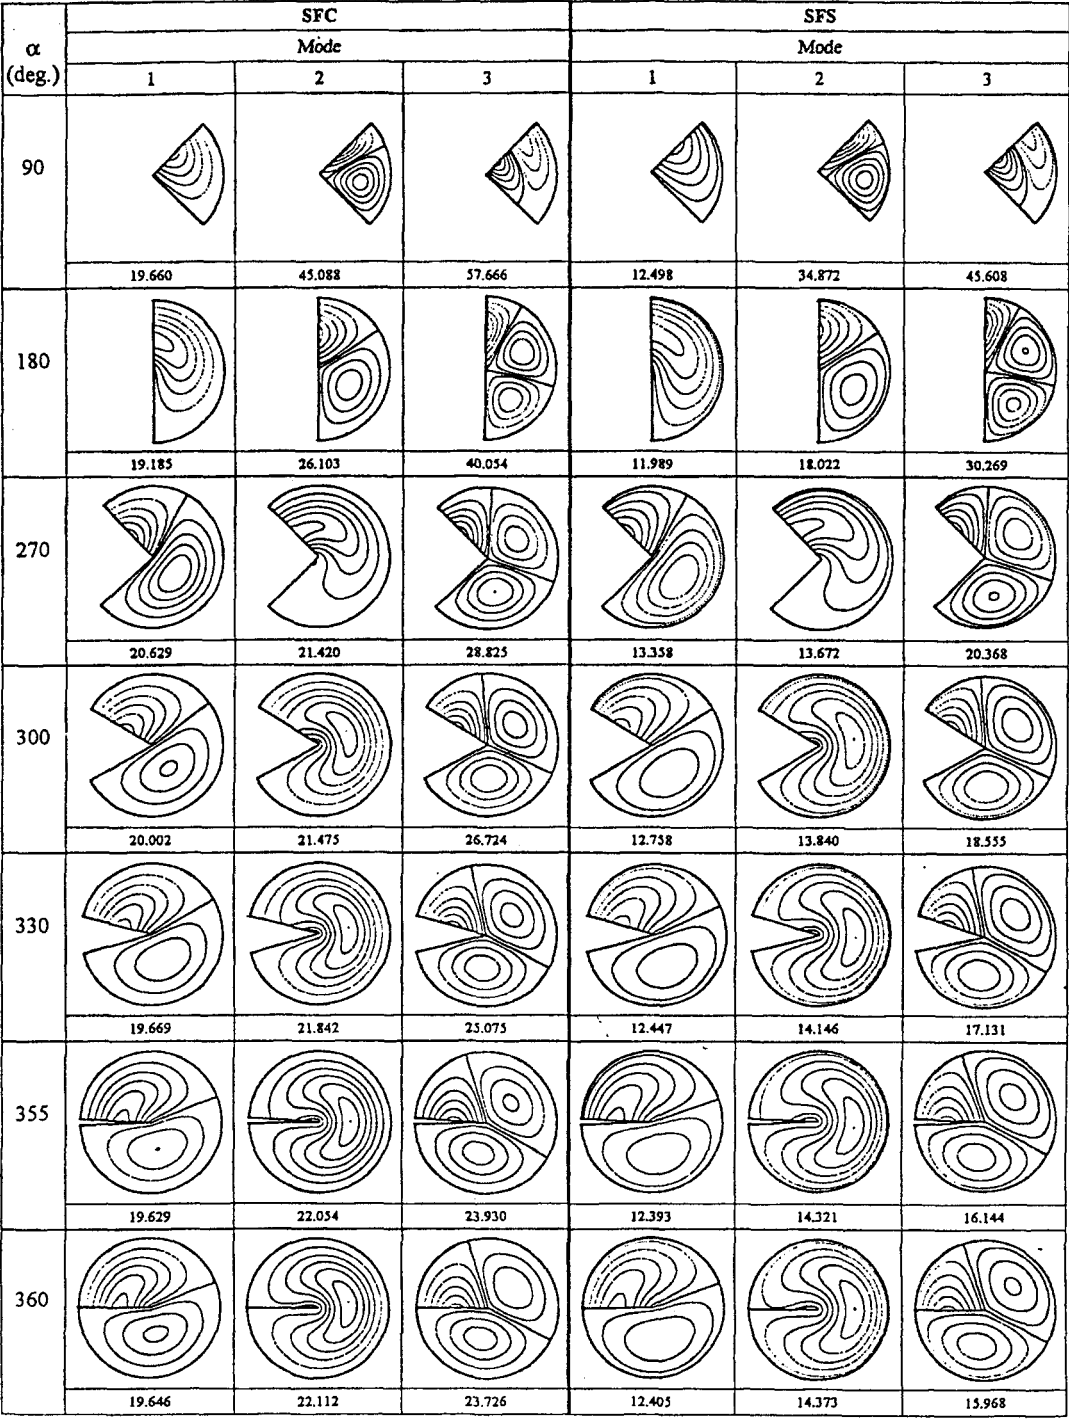 SFC SFS
α (deg.) Mode Mode
1 2 3 1 2 3
90
19.660 45.088 57.666 12.498 34.872 45.608
180
19.185 26.103 40.054 11.989 18.022 30.269
270
20.629 21.420 28.825 13.358 13.672 20.368
300
20.002 21.475 26.724 12.758 13.840 18.555
330
19.669 21.842 25.075 12.447 14.146 17.131
355
19.629 22.054 23.930 12.393 14.321 16.144
360
19.646 22.112 23.726 12.405 14.373 15.968